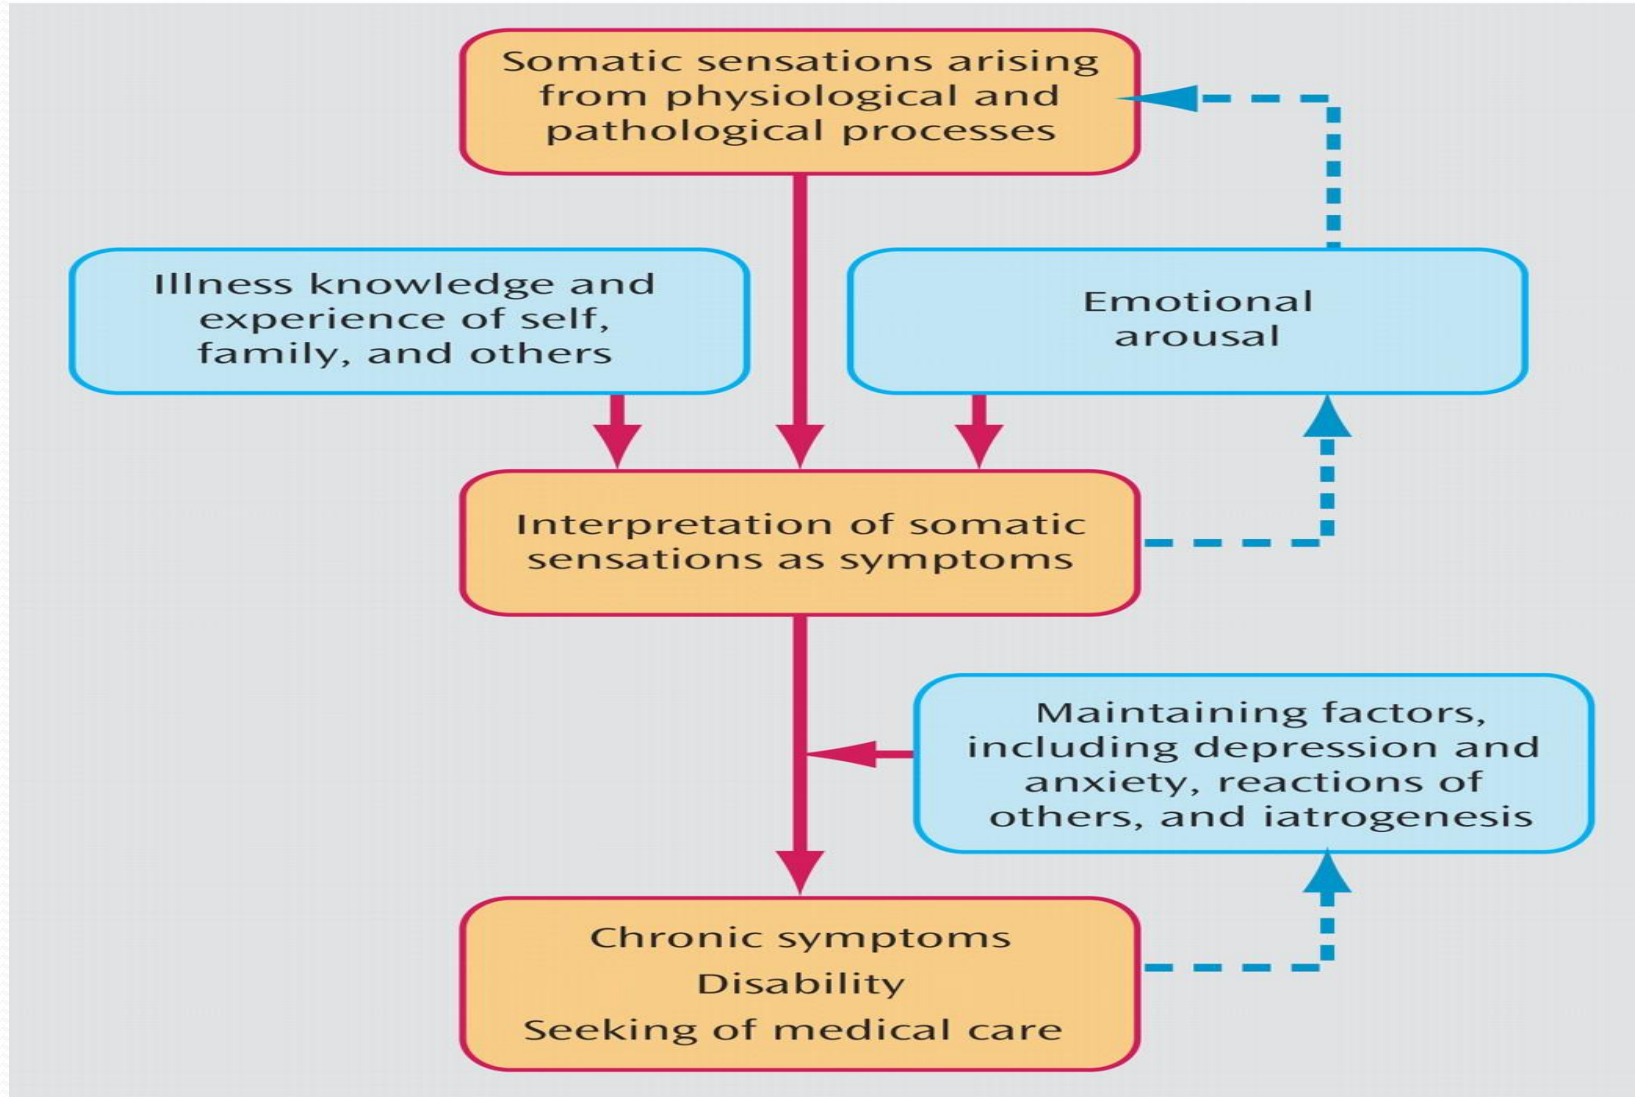 Somatic sensations arising
from physiological and
pathological processes
Illness knowledge and
experience of self,
family, and others
Emotional
arousal
Interpretation of somatic
sensations as symptoms
Maintaining factors,
including depression and
anxiety, reactions of
others, and iatrogenesis
Chronic symptoms
Disability
Seeking of medical care